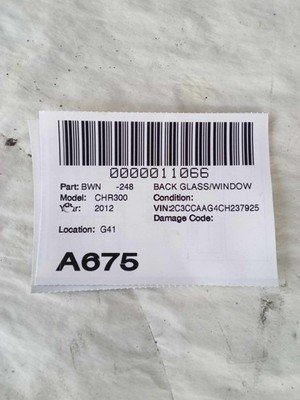 0000011066
Part: BWN -248 BACK GLASS/WINDOW
Model: CHR300 Condition:
Year: 2012 VIN:2C3CCAAG4CH237925
Damage Code:
Location: G41
A675